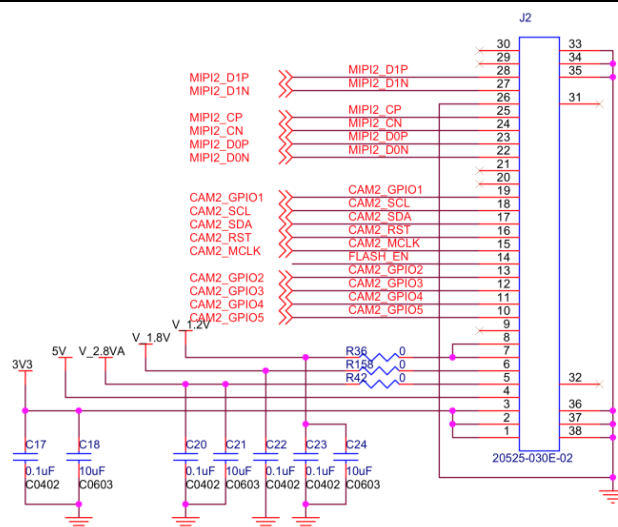 J2
30
33
29
34
MIPI2_D1P
MIPI2_D1P
28
35
MIPI2_D1N
MIPI2_D1N
27
26
31
MIPI2_CP
MIPI2_CP
25
MIPI2_CN
MIPI2_CN
24
MIPI2_D0P
MIPI2_D0P
23
MIPI2_D0N
MIPI2_D0N
22
21
20
CAM2_GPIO1
CAM2_GPIO1
19
CAM2_SCL
CAM2_SCL
18
CAM2_SDA
CAM2_SDA
17
CAM2_RST
CAM2_RST
16
CAM2_MCLK
CAM2_MCLK
15
FLASH_EN
14
CAM2_GPIO2
CAM2_GPIO2
13
CAM2_GPIO3
CAM2_GPIO3
12
CAM2_GPIO4
CAM2_GPIO4
11
CAM2_GPIO5
CAM2_GPIO5
10
V_1.2V
9
V_1.8V
8
R36 0
7
5V V_2.8VA
3V3
R158 0
6
R42 0
5
32
4
3
36
2
37
1
38
20525-030E-02
C17
0.1uF
C0402
C18
10uF
C0603
C20
0.1uF
C0402
C21
10uF
C0603
C22
0.1uF
C0402
C23
0.1uF
C0402
C24
10uF
C0603